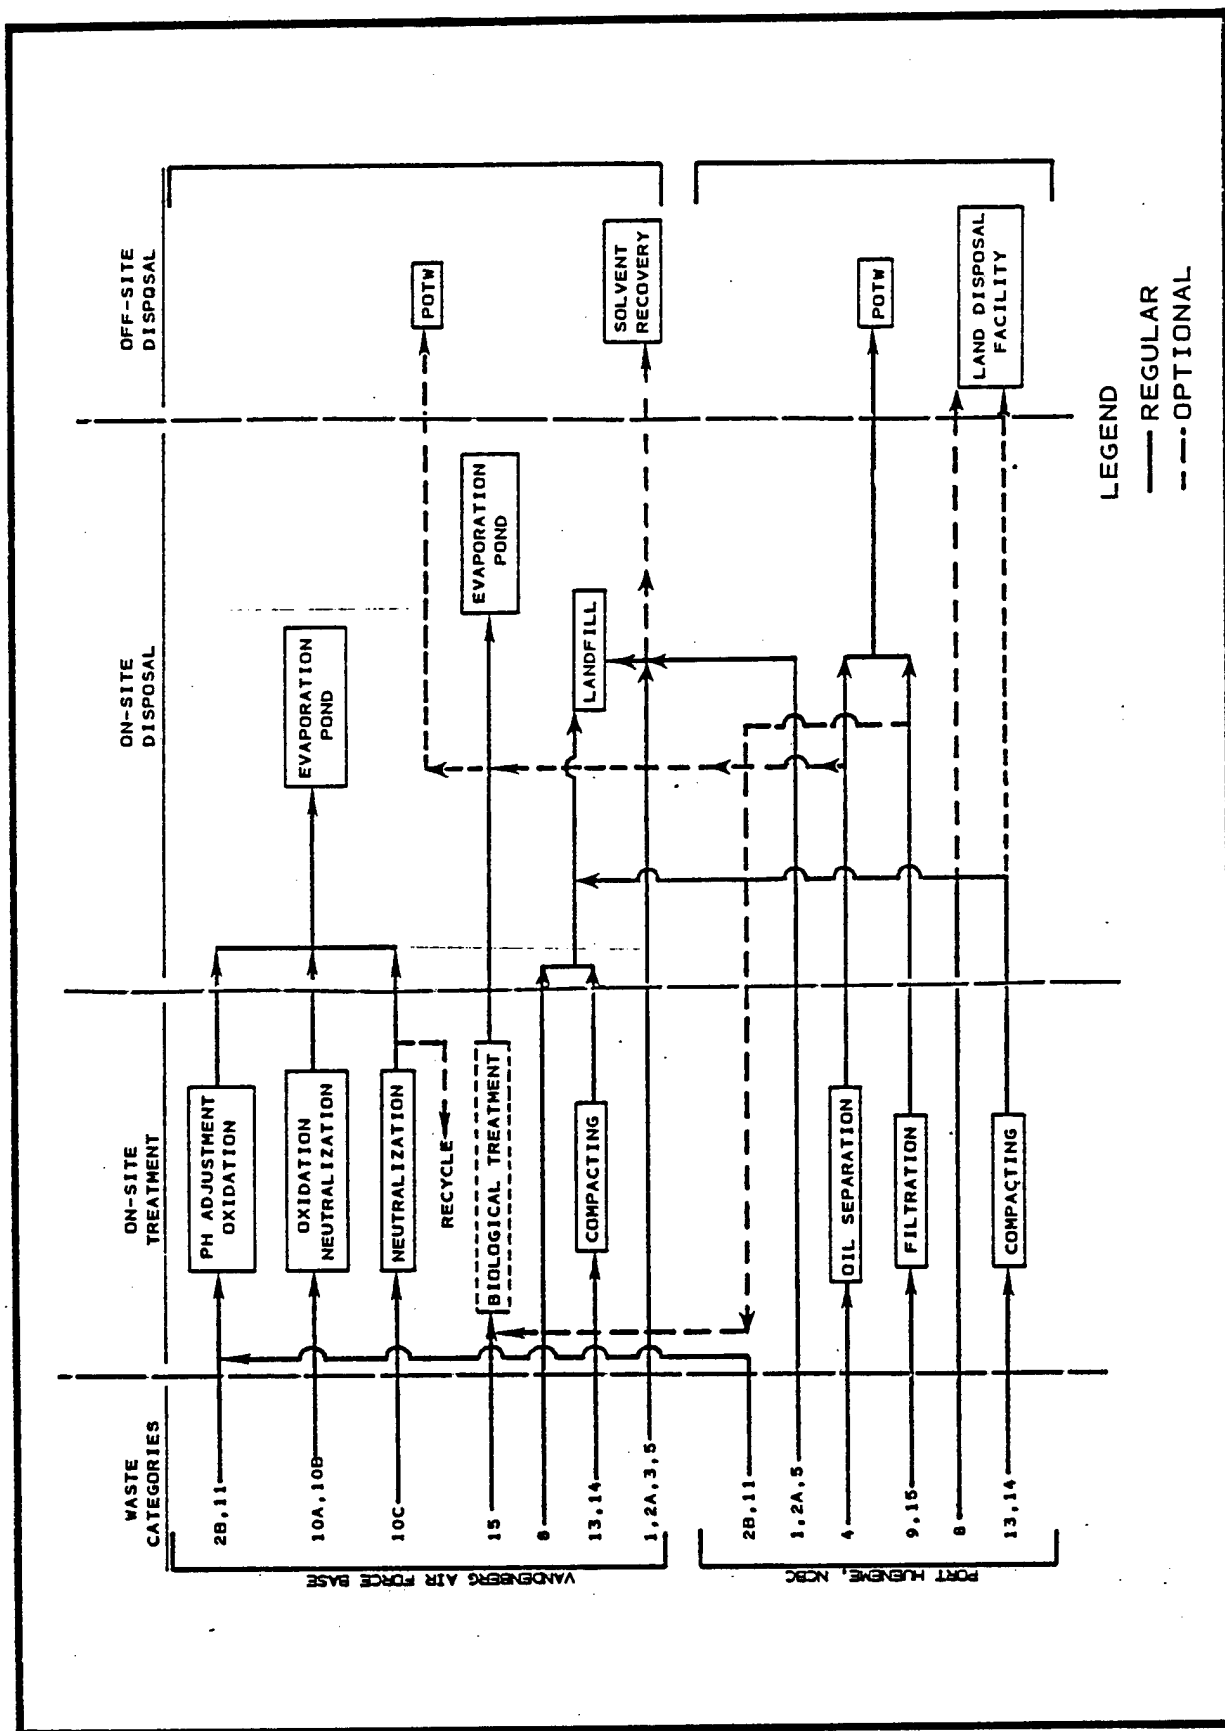 WASTE
CATEGORIES
ON-SITE
TREATMENT
ON-SITE
DISPOSAL
OFF-SITE
DISPOSAL
VANDENBERG AIR FORCE BASE
2B,11
PH ADJUSTMENT
OXIDATION
10A,10B
OXIDATION
NEUTRALIZATION
EVAPORATION
POND
10C
NEUTRALIZATION
RECYCLE
POTW
15
BIOLOGICAL TREATMENT
EVAPORATION
POND
8
13,14
COMPACTING
LANDFILL
1,2A,3,5
SOLVENT
RECOVERY
PORT HUENEME, NCBC
2B,11
1,2A,5
4
OIL SEPARATION
POTW
9,15
FILTRATION
8
13,14
COMPACTING
LAND DISPOSAL
FACILITY
LEGEND
REGULAR
OPTIONAL